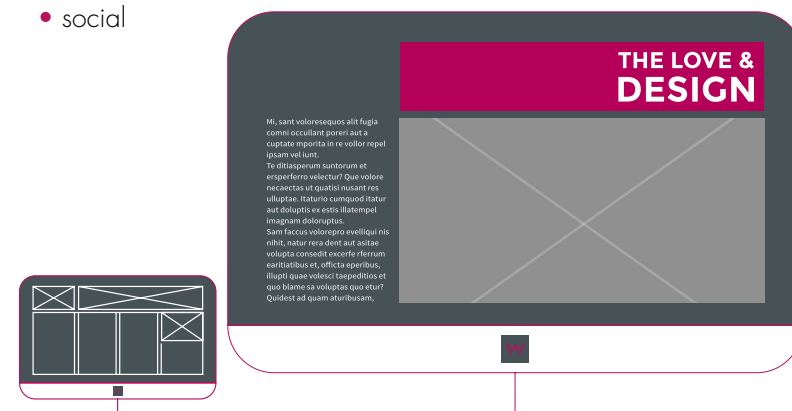 • social
THE LOVE &
DESIGN
Mi, sant voloresequos alit fugia
comni occullant poreri aut a
cuptate mporita in re vollor repel
ipsam vel iunt.
Te ditiasperum suntorum et
ersperferro velectur? Que volore
necaectas ut quatisi nusant res
ulluptae. Itaturio cumquod itatur
aut doluptis ex estis illatempel
imagnam doloruptus.
Sam faccus volorepro evelliqui nis
nihit, natur rera dent aut asitae
volupta consedit excerfe rferrum
earitiatibus et, officta eperibus,
illupti quae volesci taepeditios et
quo blame sa voluptas quo etur?
Quidest ad quam aturibusam,